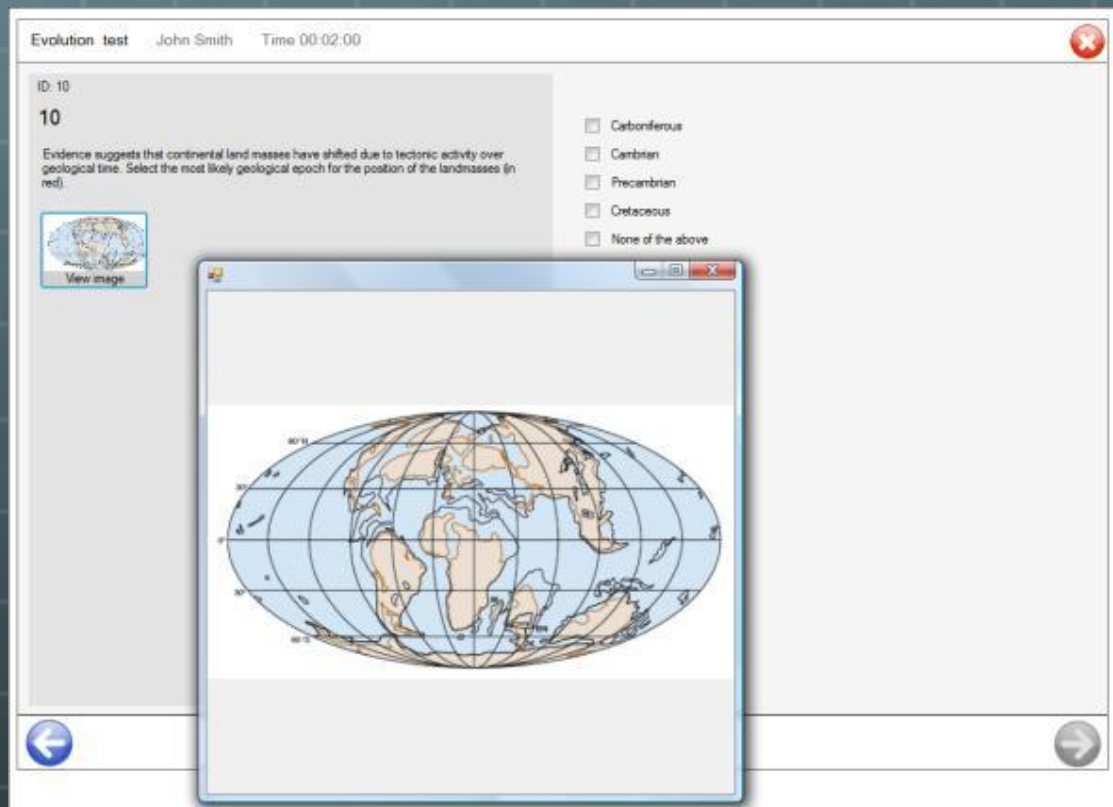 Evolution test John Smith Time 00:02:00
ID: 10
10
Evidence suggests that continental land masses have shifted due to tectonic activity over
geological time. Select the most likely geological epoch for the position of the landmasses (in
red).
View image
Carboniferous
Cambrian
Precambrian
Cretaceous
None of the above
60°N
30°
0°
30°
60°S